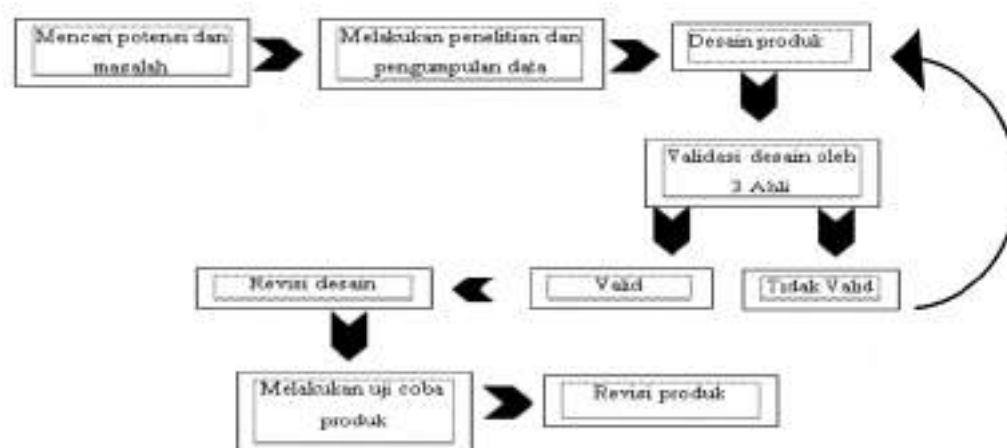 Mencari potensi dan
masalah
Melakukan penelitian dan
pengumpulan data
Desain produk
Validasi desain oleh
3 Ahli
Revisi desain
Valid
Tidak Valid
Melakukan uji coba
produk
Revisi produk